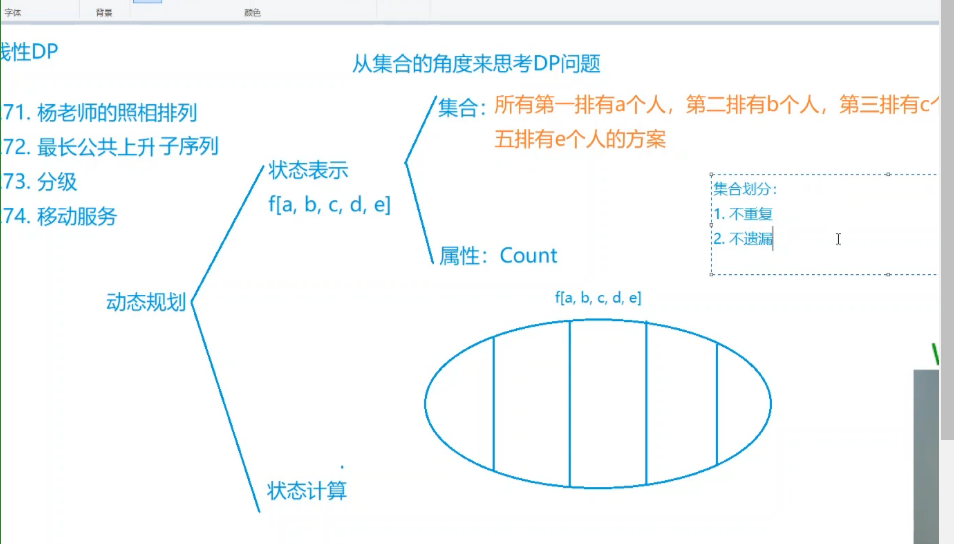 字体 背景 颜色
线性DP
从集合的角度来思考DP问题
71. 杨老师的照相排列
72. 最长公共上升子序列
73. 分级
74. 移动服务
集合：所有第一排有a个人，第二排有b个人，第三排有c个
五排有e个人的方案
状态表示
f[a, b, c, d, e]
集合划分：
1. 不重复
2. 不遗漏
属性：Count
动态规划
f[a, b, c, d, e]
状态计算